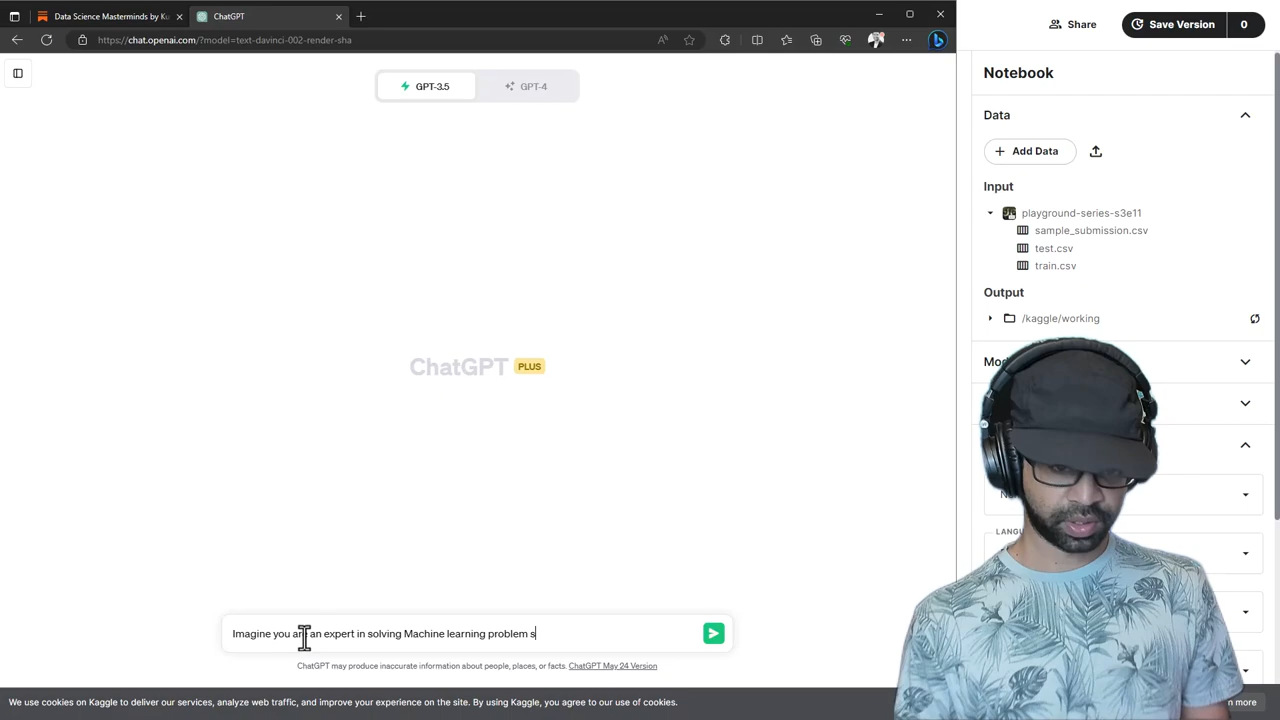 Data Science Masterminds by Ku
ChatGPT
https://chat.openai.com/?model=text-davinci-002-render-sha
GPT-3.5
GPT-4
ChatGPT PLUS
Imagine you are an expert in solving Machine learning problem s
ChatGPT may produce inaccurate information about people, places, or facts. ChatGPT May 24 Version
We use cookies on Kaggle to deliver our services, analyze web traffic, and improve your experience on the site. By using Kaggle, you agree to our use of cookies.
Share
Save Version
0
Notebook
Data
+ Add Data
Input
playground-series-s3e11
sample_submission.csv
test.csv
train.csv
Output
/kaggle/working
LANGU
more